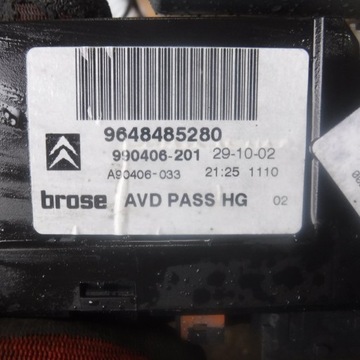 9648485280
990406-201 29-10-02
A90406-033 21:25 1110
brose AVD PASS HG 02